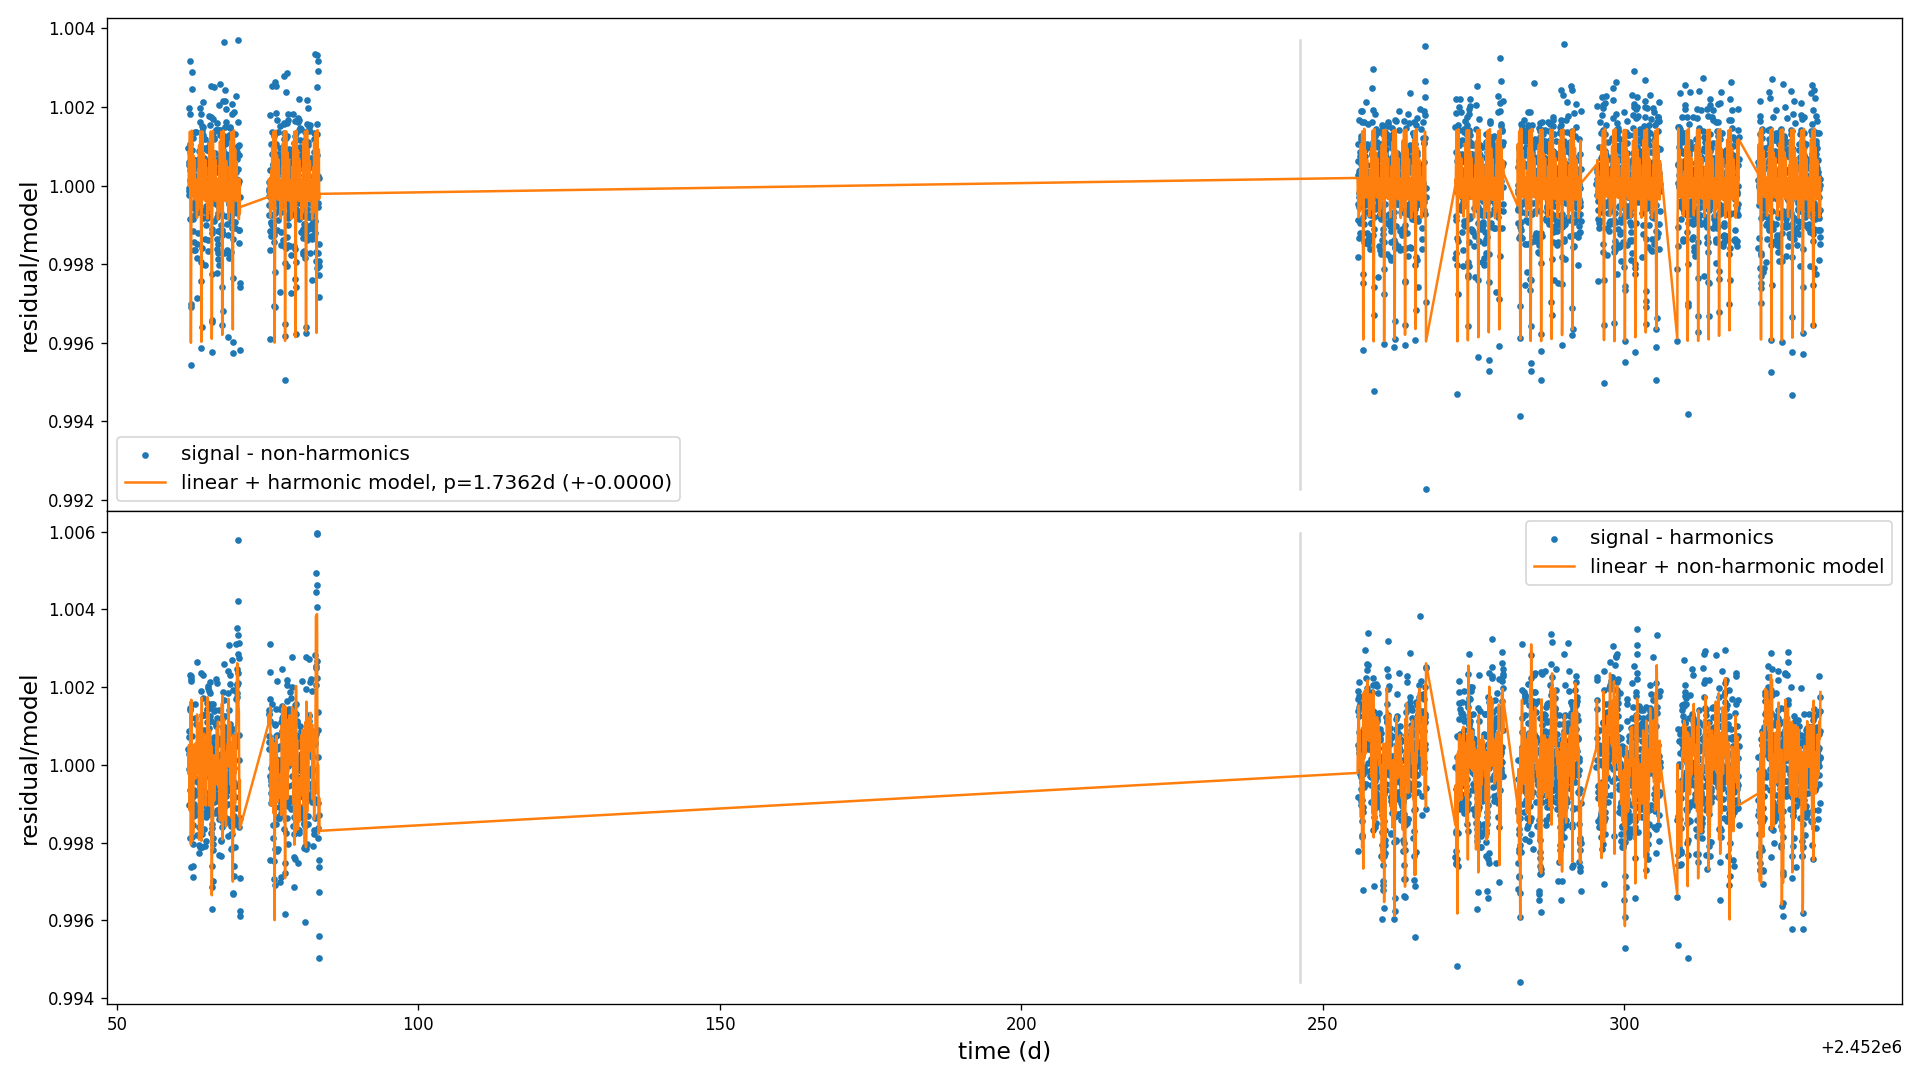 1.004
1.002
1.000
0.998
0.996
0.994
0.992
residual/model
signal - non-harmonics
linear + harmonic model, p=1.7362d (+-0.0000)
1.006
1.004
1.002
1.000
0.998
0.996
0.994
residual/model
signal - harmonics
linear + non-harmonic model
50 100 150 200 250 300
time (d)
+2.452e6